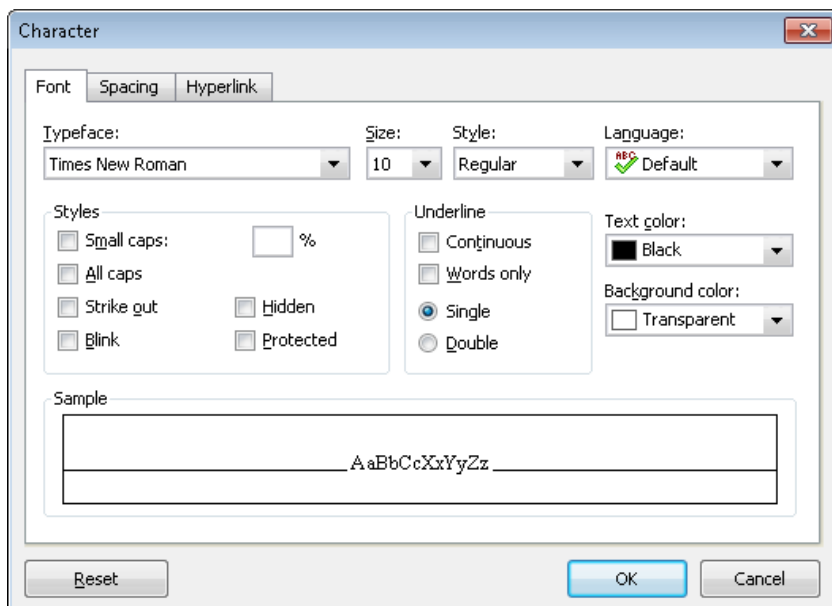 Character
Font Spacing Hyperlink
Typeface: Size: Style: Language:
Times New Roman 10 Regular ABC Default
Styles Underline
Small caps: % Continuous Text color:
All caps Words only Black
Strike out Hidden Single Background color:
Blink Protected Double Transparent
Sample
AaBbCcXxYyZz
Reset OK Cancel